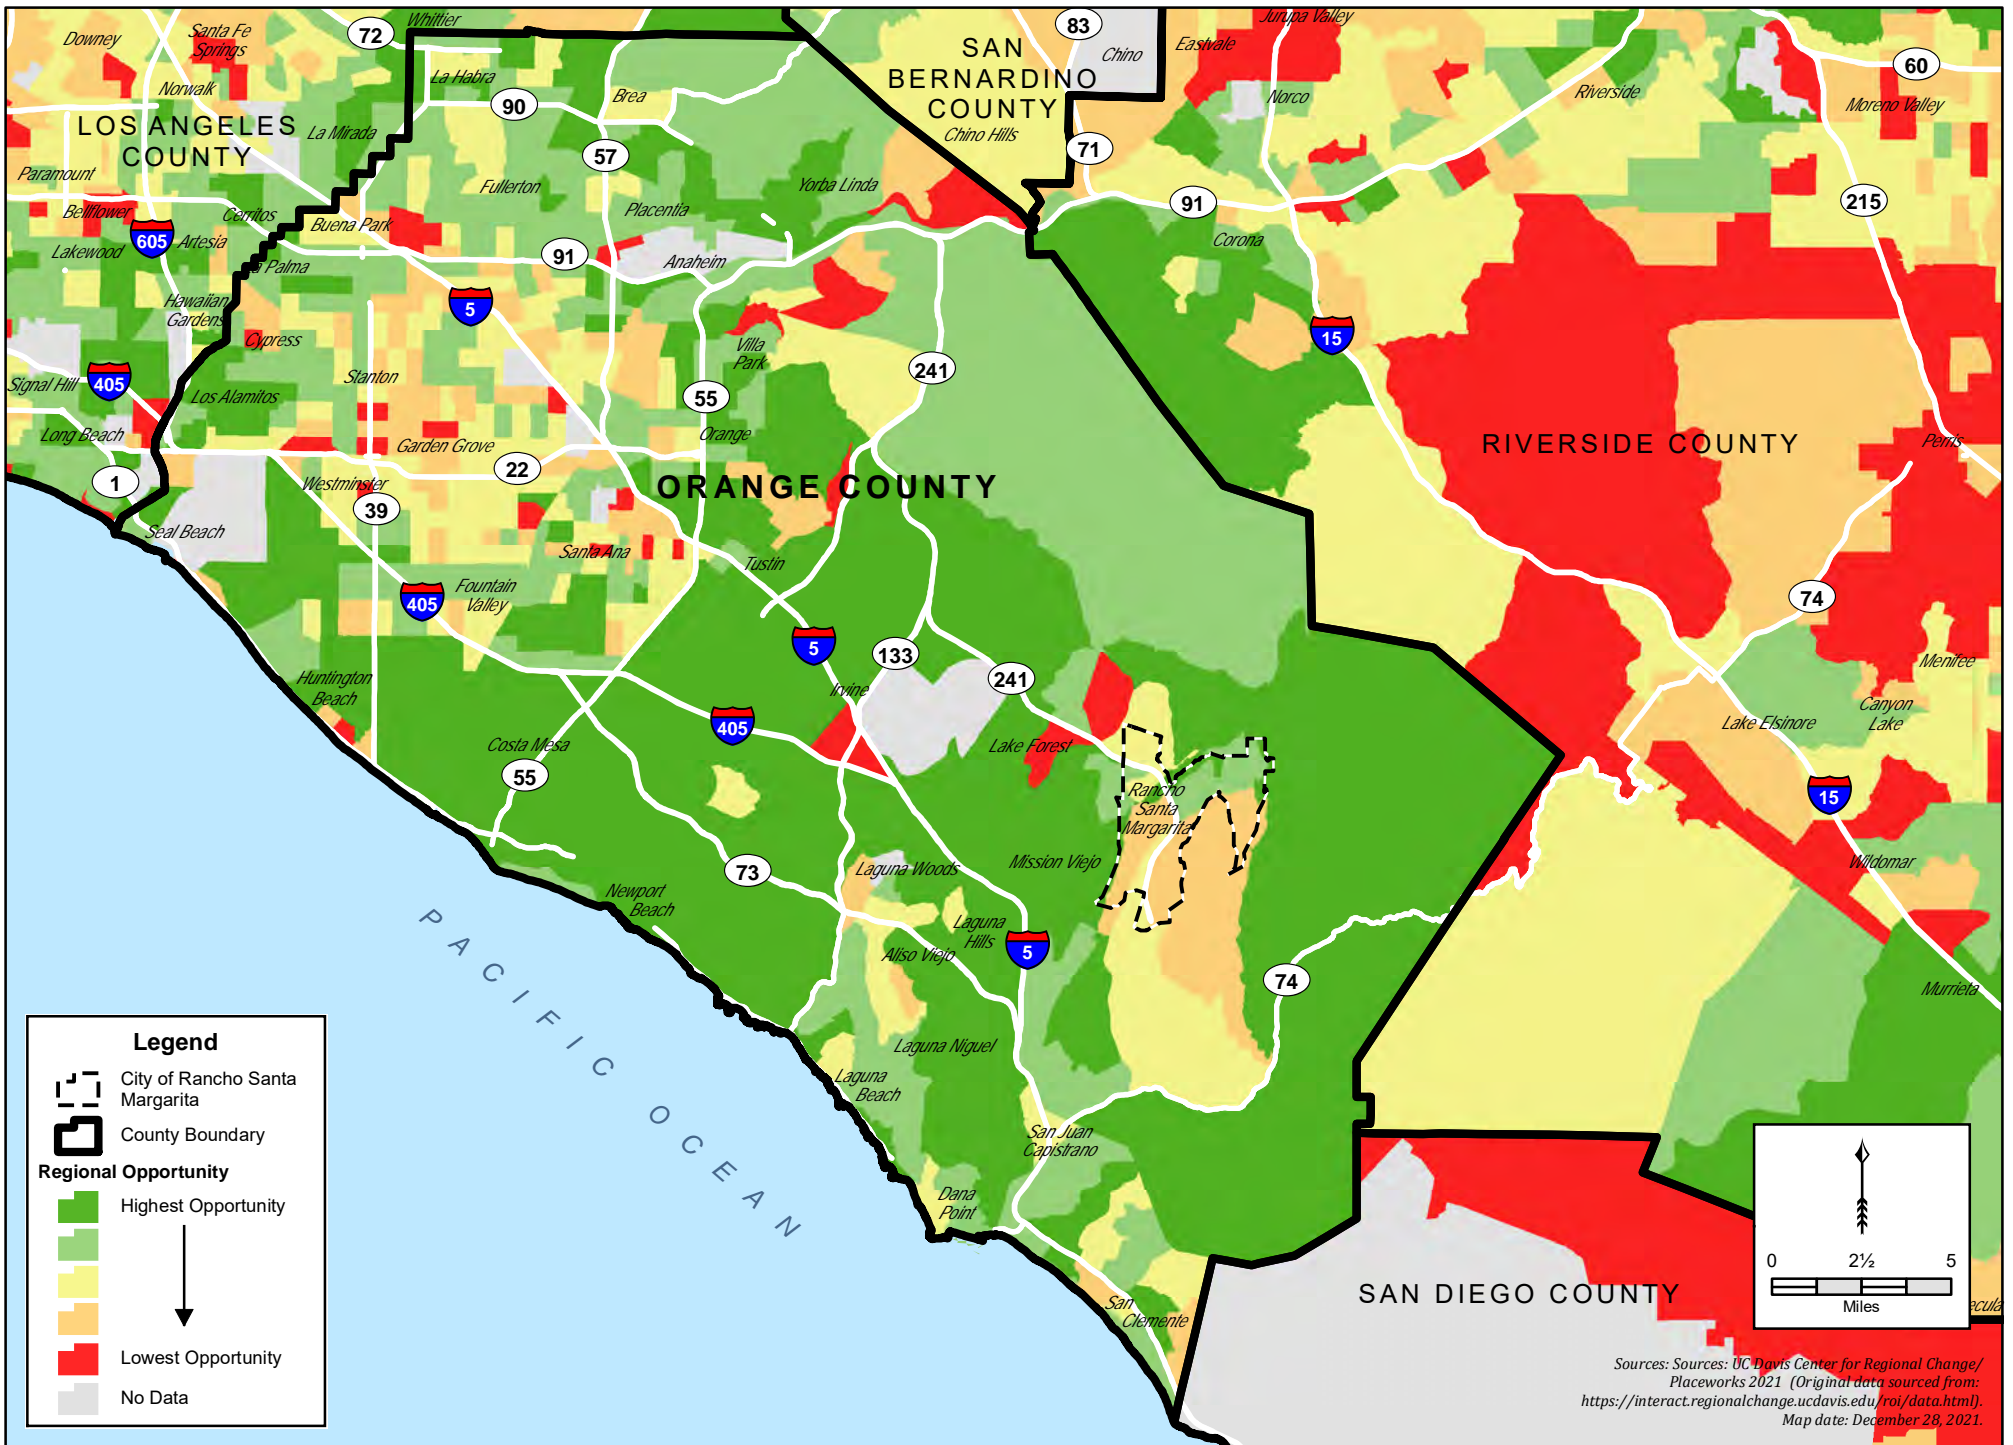 Downey
Santa Fe
Springs
72
Whittier
Norwalk
La Habra
90
Brea
LOS ANGELES
COUNTY
La Mirada
57
Paramount
Fullerton
Bellflower
Cerritos
Buena Park
Placentia
Yorba Linda
605
Artesia
Lakewood
La Palma
91
Anaheim
Hawaiian
Gardens
5
Cypress
Villa
Park
241
Signal Hill
405
Stanton
Los Alamitos
55
Long Beach
Garden Grove
Orange
22
1
Westminster
39
ORANGE COUNTY
Seal Beach
Santa Ana
Tustin
405
Fountain
Valley
SAN
BERNARDINO
COUNTY
83
Chino
Eastvale
Jurupa Valley
60
Norco
Riverside
Moreno Valley
Chino Hills
71
91
215
Corona
15
RIVERSIDE COUNTY
Perris
74
Menifee
Canyon
Lake
Lake Elsinore
15
Wildomar
Murrieta
5
133
241
Huntington
Beach
Irvine
405
Costa Mesa
55
Lake Forest
Rancho
Santa
Margarita
73
Laguna Woods
Mission Viejo
Newport
Beach
Laguna
Hills
Aliso Viejo
5
74
Laguna Niguel
Laguna
Beach
San Juan
Capistrano
Dana
Point
San
Clemente
PACIFIC OCEAN
SAN DIEGO COUNTY
Legend
City of Rancho Santa
Margarita
County Boundary
Regional Opportunity
Highest Opportunity
Lowest Opportunity
No Data
0 2½ 5
Miles
ecula
Sources: Sources: UC Davis Center for Regional Change/
Placeworks 2021 (Original data sourced from:
https://interact.regionalchange.ucdavis.edu/roi/data.html).
Map date: December 28, 2021.